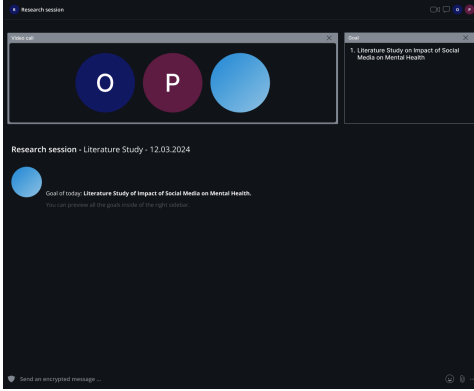 R Research session
O P
Video call
Goal
O P
1. Literature Study on Impact of Social
Media on Mental Health
Research session - Literature Study - 12.03.2024
Goal of today: Literature Study of Impact of Social Media on Mental Health.
You can preview all the goals inside of the right sidebar.
Send an encrypted message ...